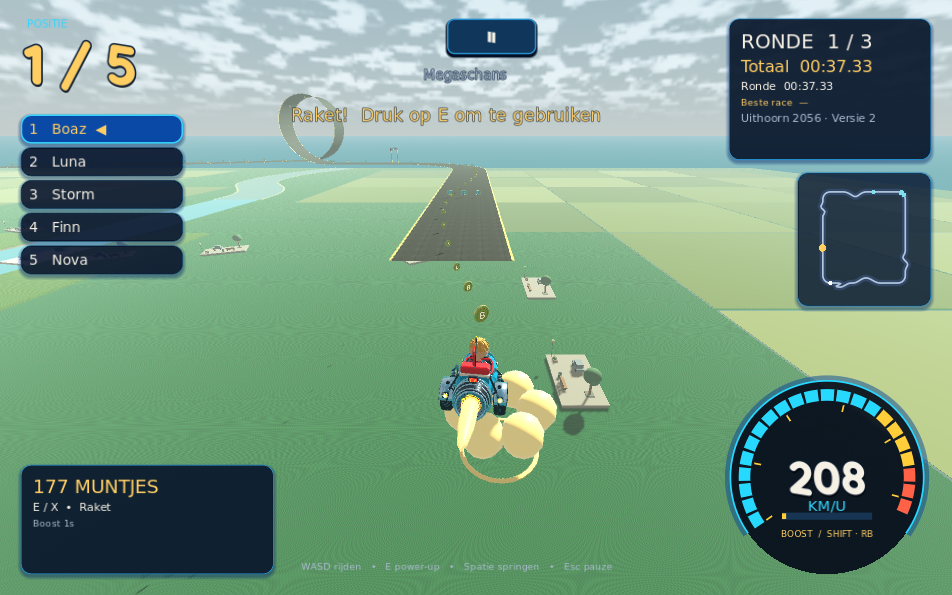 POSITIE
1 / 5
1 Boaz ◀
2 Luna
3 Storm
4 Finn
5 Nova
Megaschans
Raket! Druk op E om te gebruiken
RONDE 1 / 3
Totaal 00:37.33
Ronde 00:37.33
Beste race —
Uithoorn 2056 · Versie 2
177 MUNTJES
E / X • Raket
Boost 1s
208
KM/U
BOOST / SHIFT · RB
WASD rijden • E power-up • Spatie springen • Esc pauze